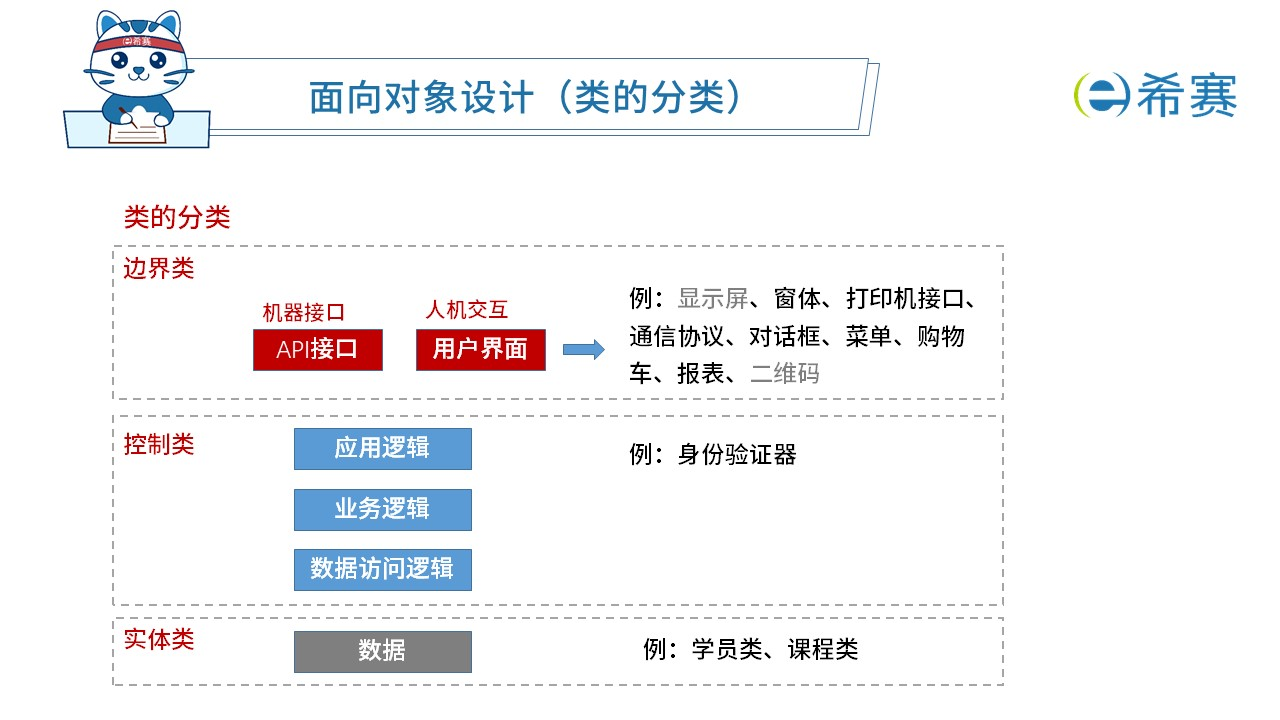 希赛
面向对象设计（类的分类）
希赛
类的分类
边界类
机器接口
人机交互
API接口
用户界面
例：显示屏、窗体、打印机接口、
通信协议、对话框、菜单、购物
车、报表、二维码
控制类
应用逻辑
例：身份验证器
业务逻辑
数据访问逻辑
实体类
数据
例：学员类、课程类